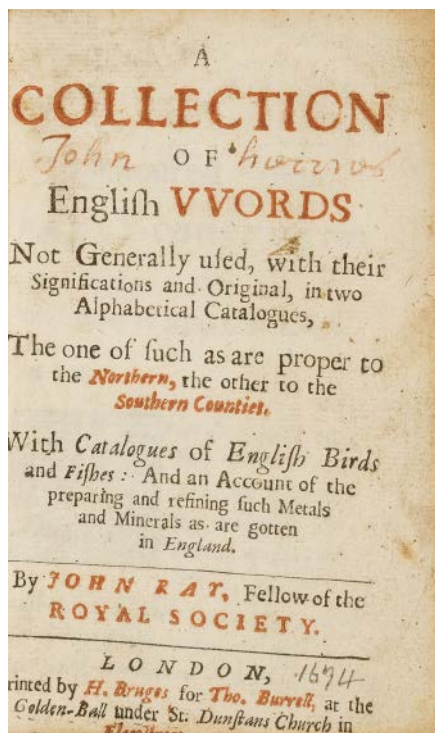 A
COLLECTION
John OF
Engliſh VVORDS
Not Generally uſed, with their
Significations and Original, in two
Alphabetical Catalogues,
The one of ſuch as are proper to
the Northern, the other to the
Southern Counties.
With Catalogues of Engliſh Birds
and Fiſhes: And an Account of the
preparing and refining ſuch Metals
and Minerals as are gotten
in England.
By JOHN RAY, Fellow of the
ROYAL SOCIETY.
LONDON, 1674
rinted by H. Bruges for Tho. Burrell, at the
Golden-Ball under St. Dunſtans Church in